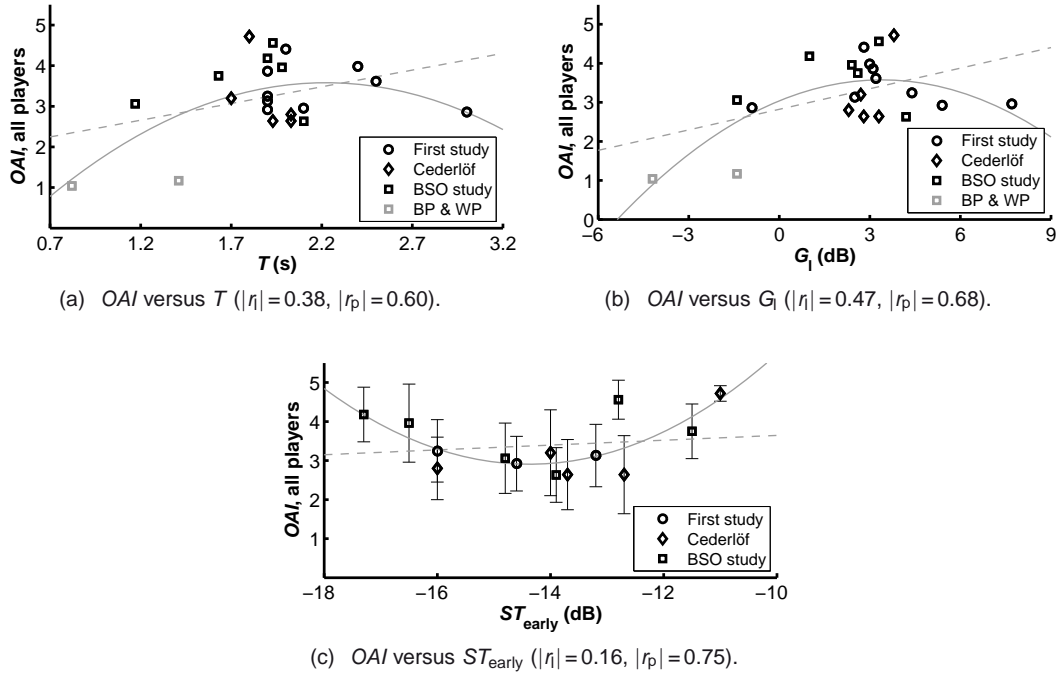 5
4
3
2
1
OAI, all players
0.7 1.2 1.7 2.2 2.7 3.2
T (s)
First study
Cederlöf
BSO study
BP & WP
(a) OAI versus T (|rl| = 0.38, |rp| = 0.60).
5
4
3
2
1
0
OAI, all players
−6 −3 0 3 6 9
Gl (dB)
First study
Cederlöf
BSO study
BP & WP
(b) OAI versus Gl (|rl| = 0.47, |rp| = 0.68).
5
4
3
2
1
OAI, all players
−18 −16 −14 −12 −10
STearly (dB)
First study
Cederlöf
BSO study
(c) OAI versus STearly (|rl| = 0.16, |rp| = 0.75).